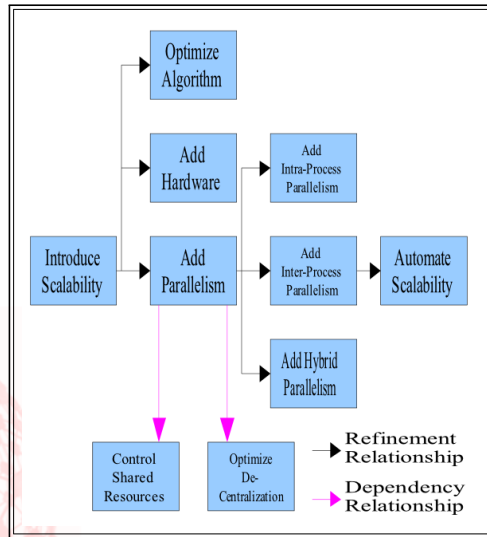 Optimize
Algorithm
Add
Hardware
Add
Intra-Process
Parallelism
Introduce
Scalability
Add
Parallelism
Add
Inter-Process
Parallelism
Automate
Scalability
Add Hybrid
Parallelism
Control
Shared
Resources
Optimize
De-
Centralization
Refinement
Relationship
Dependency
Relationship